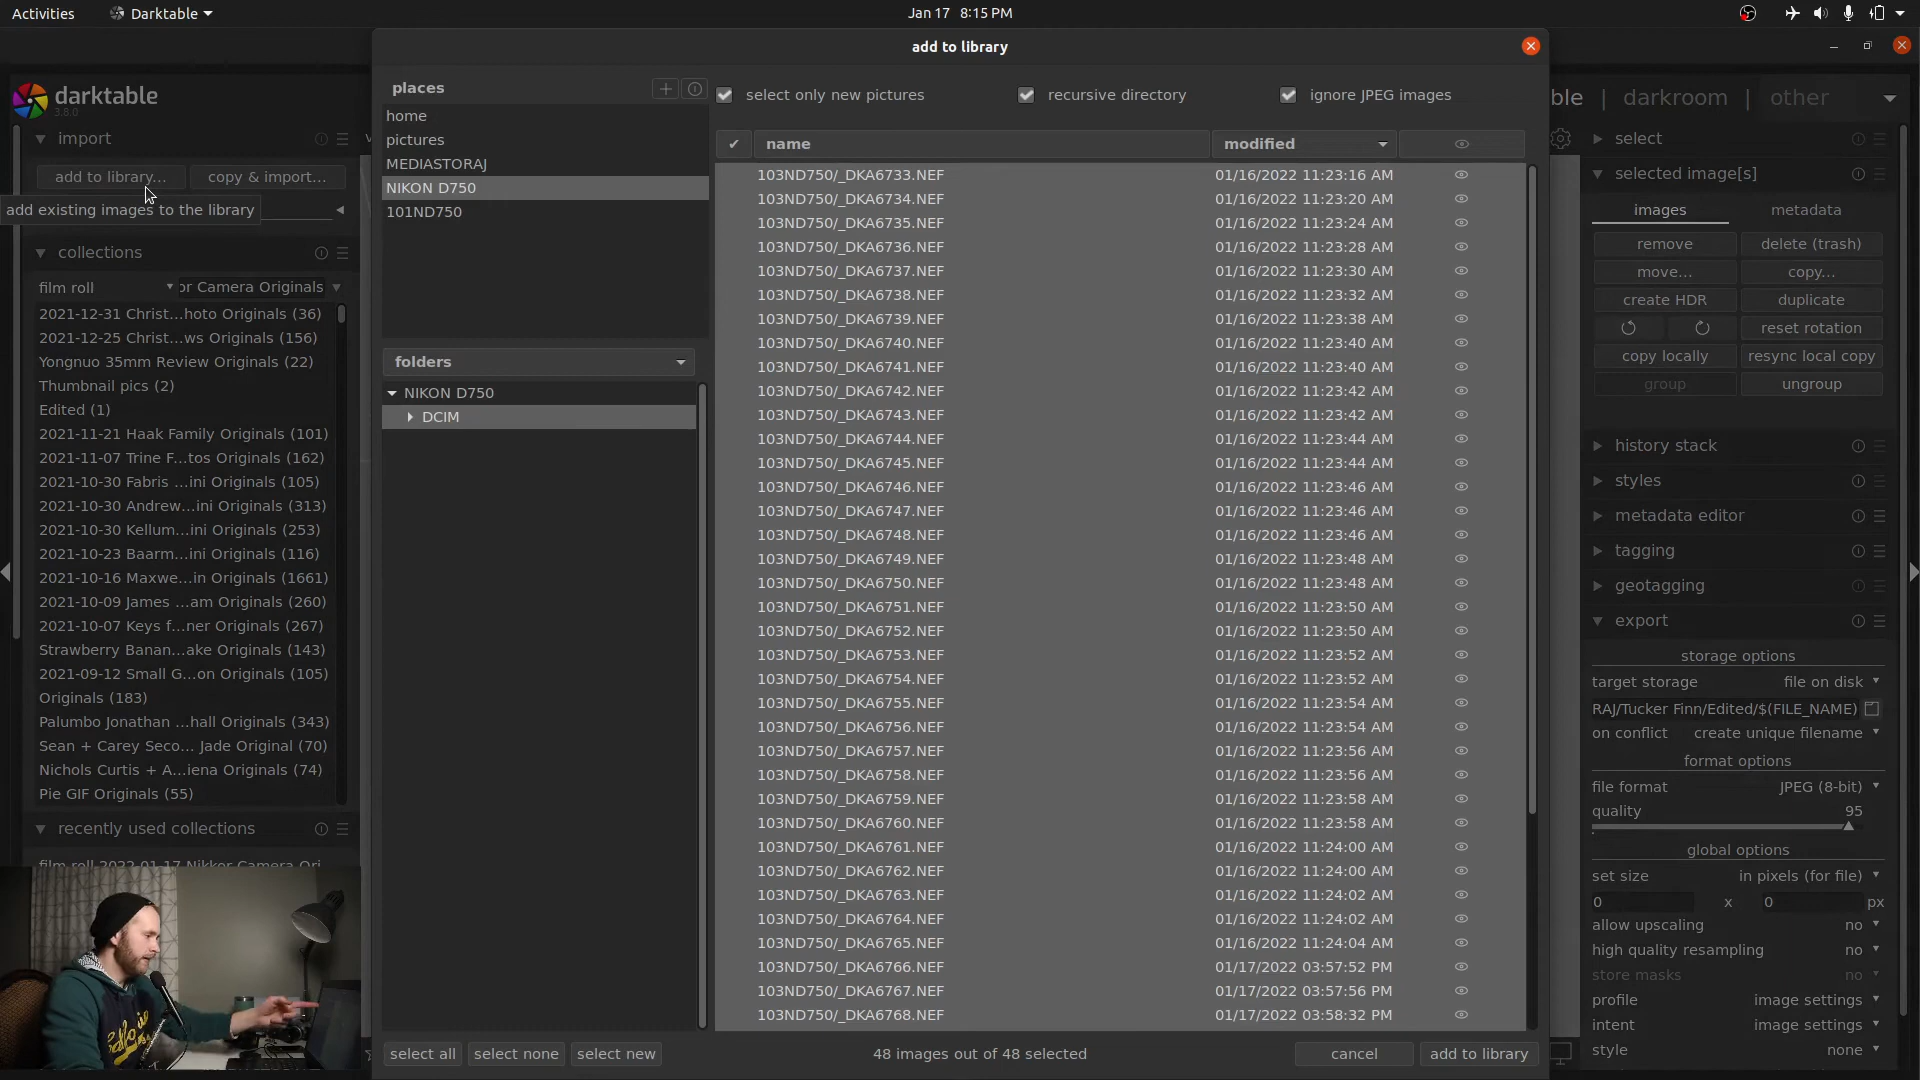 Activities
Darktable
Jan 17 8:15 PM
add to library
darktable
3.8.0
import
add to library...
copy & import...
add existing images to the library
collections
film roll
or Camera Originals
2021-12-31 Christ...hoto Originals (36)
2021-12-25 Christ...ws Originals (156)
Yongnuo 35mm Review Originals (22)
Thumbnail pics (2)
Edited (1)
2021-11-21 Haak Family Originals (101)
2021-11-07 Trine F...tos Originals (162)
2021-10-30 Fabris ...ini Originals (105)
2021-10-30 Andrew...ini Originals (313)
2021-10-30 Kellum...ini Originals (253)
2021-10-23 Baarm...ini Originals (116)
2021-10-16 Maxwe...in Originals (1661)
2021-10-09 James ...am Originals (260)
2021-10-07 Keys f...ner Originals (267)
Strawberry Banan...ake Originals (143)
2021-09-12 Small G...on Originals (105)
Originals (183)
Palumbo Jonathan ...hall Originals (343)
Sean + Carey Seco... Jade Original (70)
Nichols Curtis + A...iena Originals (74)
Pie GIF Originals (55)
recently used collections
film roll 2022-01-17 Nikkor Camera Ori
places
home
pictures
MEDIASTORAJ
NIKON D750
101ND750
folders
NIKON D750
DCIM
select only new pictures
recursive directory
ignore JPEG images
name modified
103ND750/_DKA6733.NEF 01/16/2022 11:23:16 AM
103ND750/_DKA6734.NEF 01/16/2022 11:23:20 AM
103ND750/_DKA6735.NEF 01/16/2022 11:23:24 AM
103ND750/_DKA6736.NEF 01/16/2022 11:23:28 AM
103ND750/_DKA6737.NEF 01/16/2022 11:23:30 AM
103ND750/_DKA6738.NEF 01/16/2022 11:23:32 AM
103ND750/_DKA6739.NEF 01/16/2022 11:23:38 AM
103ND750/_DKA6740.NEF 01/16/2022 11:23:40 AM
103ND750/_DKA6741.NEF 01/16/2022 11:23:40 AM
103ND750/_DKA6742.NEF 01/16/2022 11:23:42 AM
103ND750/_DKA6743.NEF 01/16/2022 11:23:42 AM
103ND750/_DKA6744.NEF 01/16/2022 11:23:44 AM
103ND750/_DKA6745.NEF 01/16/2022 11:23:44 AM
103ND750/_DKA6746.NEF 01/16/2022 11:23:46 AM
103ND750/_DKA6747.NEF 01/16/2022 11:23:46 AM
103ND750/_DKA6748.NEF 01/16/2022 11:23:46 AM
103ND750/_DKA6749.NEF 01/16/2022 11:23:48 AM
103ND750/_DKA6750.NEF 01/16/2022 11:23:48 AM
103ND750/_DKA6751.NEF 01/16/2022 11:23:50 AM
103ND750/_DKA6752.NEF 01/16/2022 11:23:50 AM
103ND750/_DKA6753.NEF 01/16/2022 11:23:52 AM
103ND750/_DKA6754.NEF 01/16/2022 11:23:52 AM
103ND750/_DKA6755.NEF 01/16/2022 11:23:54 AM
103ND750/_DKA6756.NEF 01/16/2022 11:23:54 AM
103ND750/_DKA6757.NEF 01/16/2022 11:23:56 AM
103ND750/_DKA6758.NEF 01/16/2022 11:23:56 AM
103ND750/_DKA6759.NEF 01/16/2022 11:23:58 AM
103ND750/_DKA6760.NEF 01/16/2022 11:23:58 AM
103ND750/_DKA6761.NEF 01/16/2022 11:24:00 AM
103ND750/_DKA6762.NEF 01/16/2022 11:24:00 AM
103ND750/_DKA6763.NEF 01/16/2022 11:24:02 AM
103ND750/_DKA6764.NEF 01/16/2022 11:24:02 AM
103ND750/_DKA6765.NEF 01/16/2022 11:24:04 AM
103ND750/_DKA6766.NEF 01/17/2022 03:57:52 PM
103ND750/_DKA6767.NEF 01/17/2022 03:57:56 PM
103ND750/_DKA6768.NEF 01/17/2022 03:58:32 PM
select all
select none
select new
48 images out of 48 selected
cancel
add to library
ble | darkroom | other
select
selected image[s]
images metadata
remove delete (trash)
move... copy...
create HDR duplicate
reset rotation
copy locally resync local copy
group ungroup
history stack
styles
metadata editor
tagging
geotagging
export
storage options
target storage file on disk
RAJ/Tucker Finn/Edited/$(FILE_NAME)
on conflict create unique filename
format options
file format JPEG (8-bit)
quality 95
global options
set size in pixels (for file)
0 x 0 px
allow upscaling no
high quality resampling no
store masks no
profile image settings
intent image settings
style none